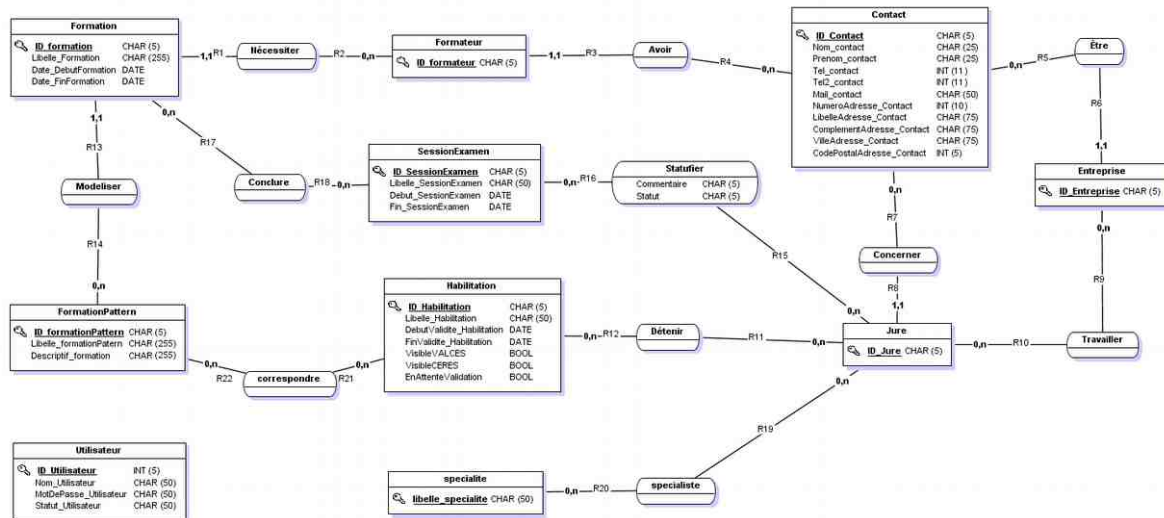 Formation
ID_formation CHAR (5)
Libelle_Formation CHAR (255)
Date_DebutFormation DATE
Date_FinFormation DATE
1,1 R1
Nécessiter
R2 0,n
Formateur
ID_formateur CHAR (5)
1,1 R3
Avoir
R4 0,n
Contact
ID_Contact CHAR (5)
Nom_contact CHAR (25)
Prenom_contact CHAR (25)
Tel_contact INT (11)
Tel2_contact INT (11)
Mail_contact CHAR (50)
NumeroAdresse_Contact INT (10)
LibelleAdresse_Contact CHAR (75)
ComplementAdresse_Contact CHAR (75)
VilleAdresse_Contact CHAR (75)
CodePostalAdresse_Contact INT (5)
0,n R5
Être
R6
1,1
Entreprise
ID_Entreprise CHAR (5)
0,n
R9
Travailler
1,1
R13
Modeliser
R14
0,n
0,n
R17
Conclure
R18 0,n
SessionExamen
ID_SessionExamen CHAR (5)
Libelle_SessionExamen CHAR (50)
Debut_SessionExamen DATE
Fin_SessionExamen DATE
0,n R16
Statufier
Commentaire CHAR (5)
Statut CHAR (5)
R15
0,n
0,n
R7
Concerner
R8
1,1
Jure
ID_Jure CHAR (5)
0,n R10
FormationPattern
ID_formationPattern CHAR (5)
Libelle_formationPatern CHAR (255)
Descriptif_formation CHAR (255)
0,n
R22
correspondre
R21
0,n
Habilitation
ID_Habilitation CHAR (5)
Libelle_Habilitation CHAR (50)
DebutValidite_Habilitation DATE
FinValidite_Habilitation DATE
VisibleVALCES BOOL
VisibleCERES BOOL
EnAttenteValidation BOOL
0,n R12
Détenir
R11 0,n
0,n
R19
Utilisateur
ID_Utilisateur INT (5)
Nom_Utilisateur CHAR (50)
MotDePasse_Utilisateur CHAR (50)
Statut_Utilisateur CHAR (50)
specialite
libelle_specialite CHAR (50)
0,n R20
specialiste